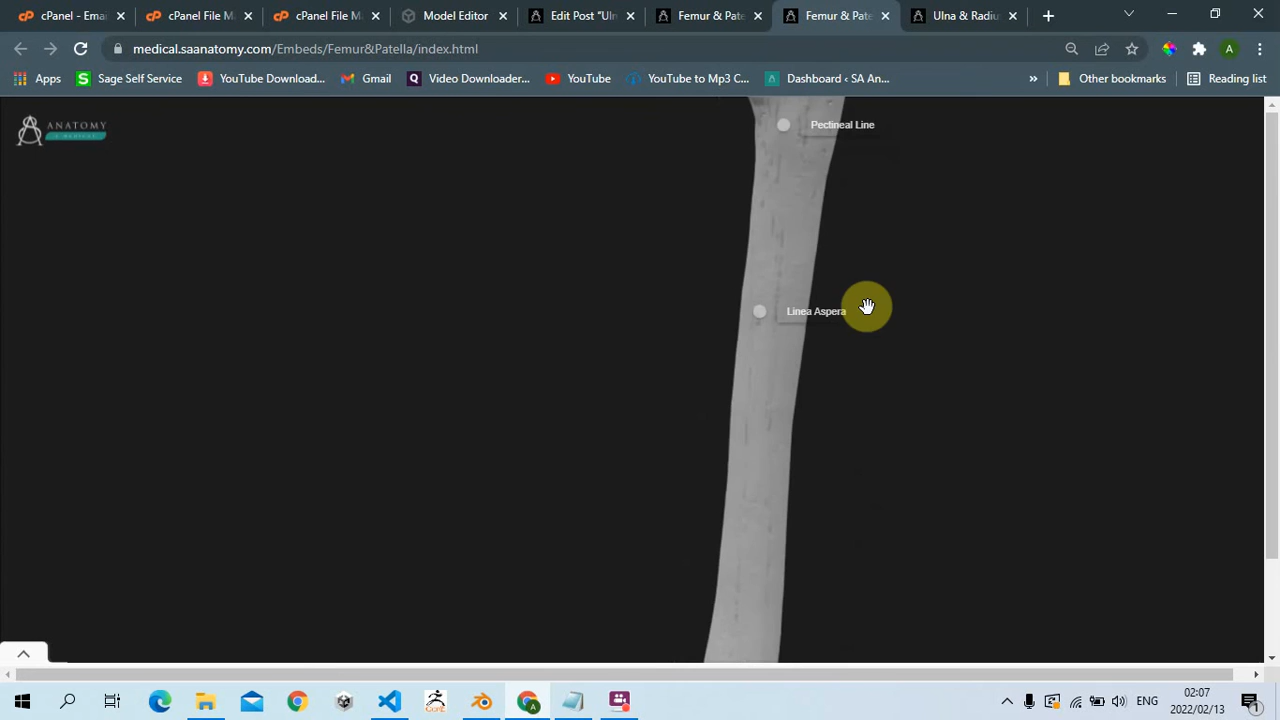 cPanel - Emai
cPanel File Ma
cPanel File Ma
Model Editor
Edit Post “Uln
Femur & Pate
Femur & Pate
Ulna & Radiu
medical.saanatomy.com/Embeds/Femur&Patella/index.html
A
Apps
Sage Self Service
YouTube Download...
Gmail
Video Downloader...
YouTube
YouTube to Mp3 C...
Dashboard ‹ SA An...
»
Other bookmarks
Reading list
ANATOMY
Pectineal Line
Linea Aspera
ENG
02:07
2022/02/13